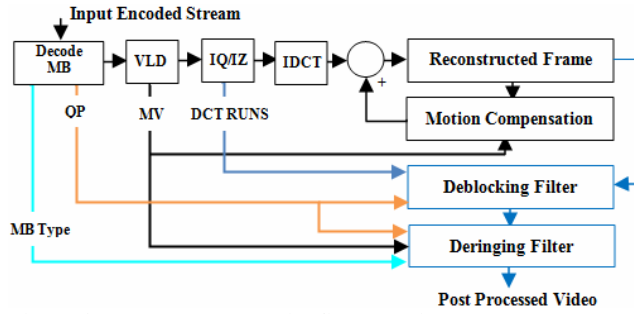 Input Encoded Stream
Decode
MB
VLD
IQ/IZ
IDCT
+
Reconstructed Frame
QP
MV
DCT RUNS
Motion Compensation
Deblocking Filter
MB Type
Deringing Filter
Post Processed Video